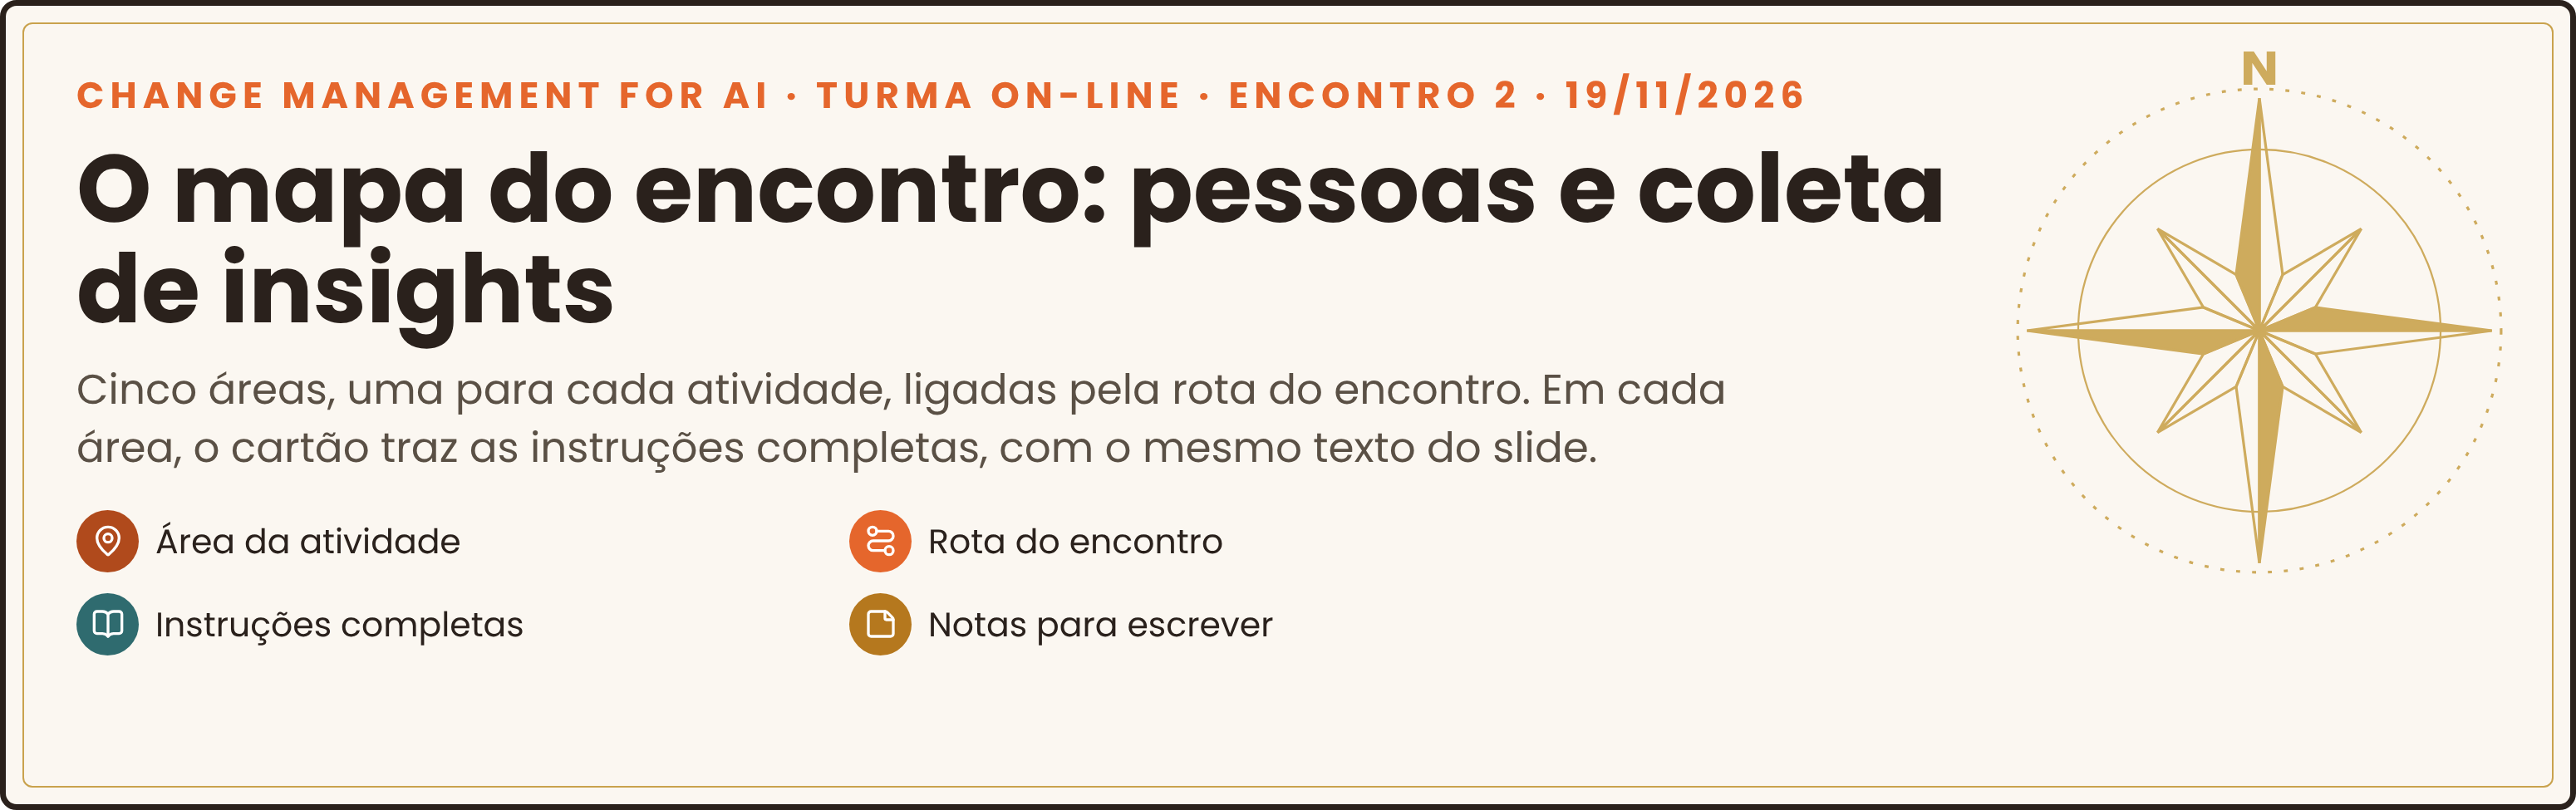 N
CHANGE MANAGEMENT FOR AI · TURMA ON-LINE · ENCONTRO 2 · 19/11/2026
O mapa do encontro: pessoas e coleta
de insights
Cinco áreas, uma para cada atividade, ligadas pela rota do encontro. Em cada
área, o cartão traz as instruções completas, com o mesmo texto do slide.
Área da atividade
Rota do encontro
Instruções completas
Notas para escrever